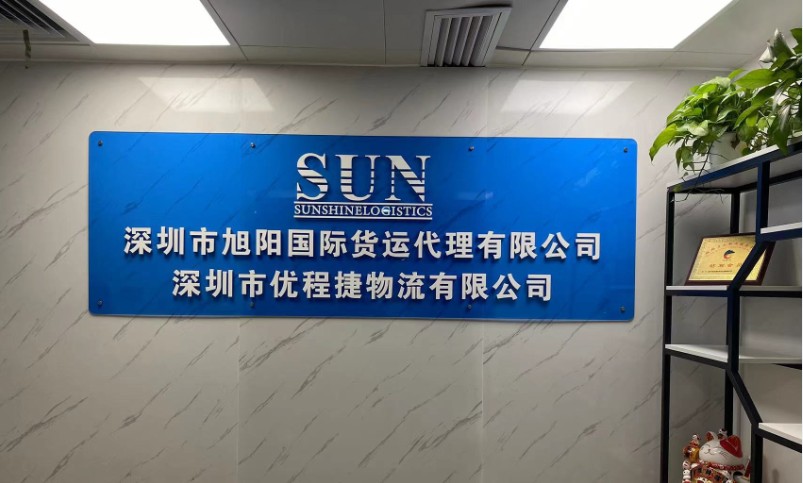 SUN
SUNSHINELOGISTICS
深圳市旭阳国际货运代理有限公司
深圳市优程捷物流有限公司